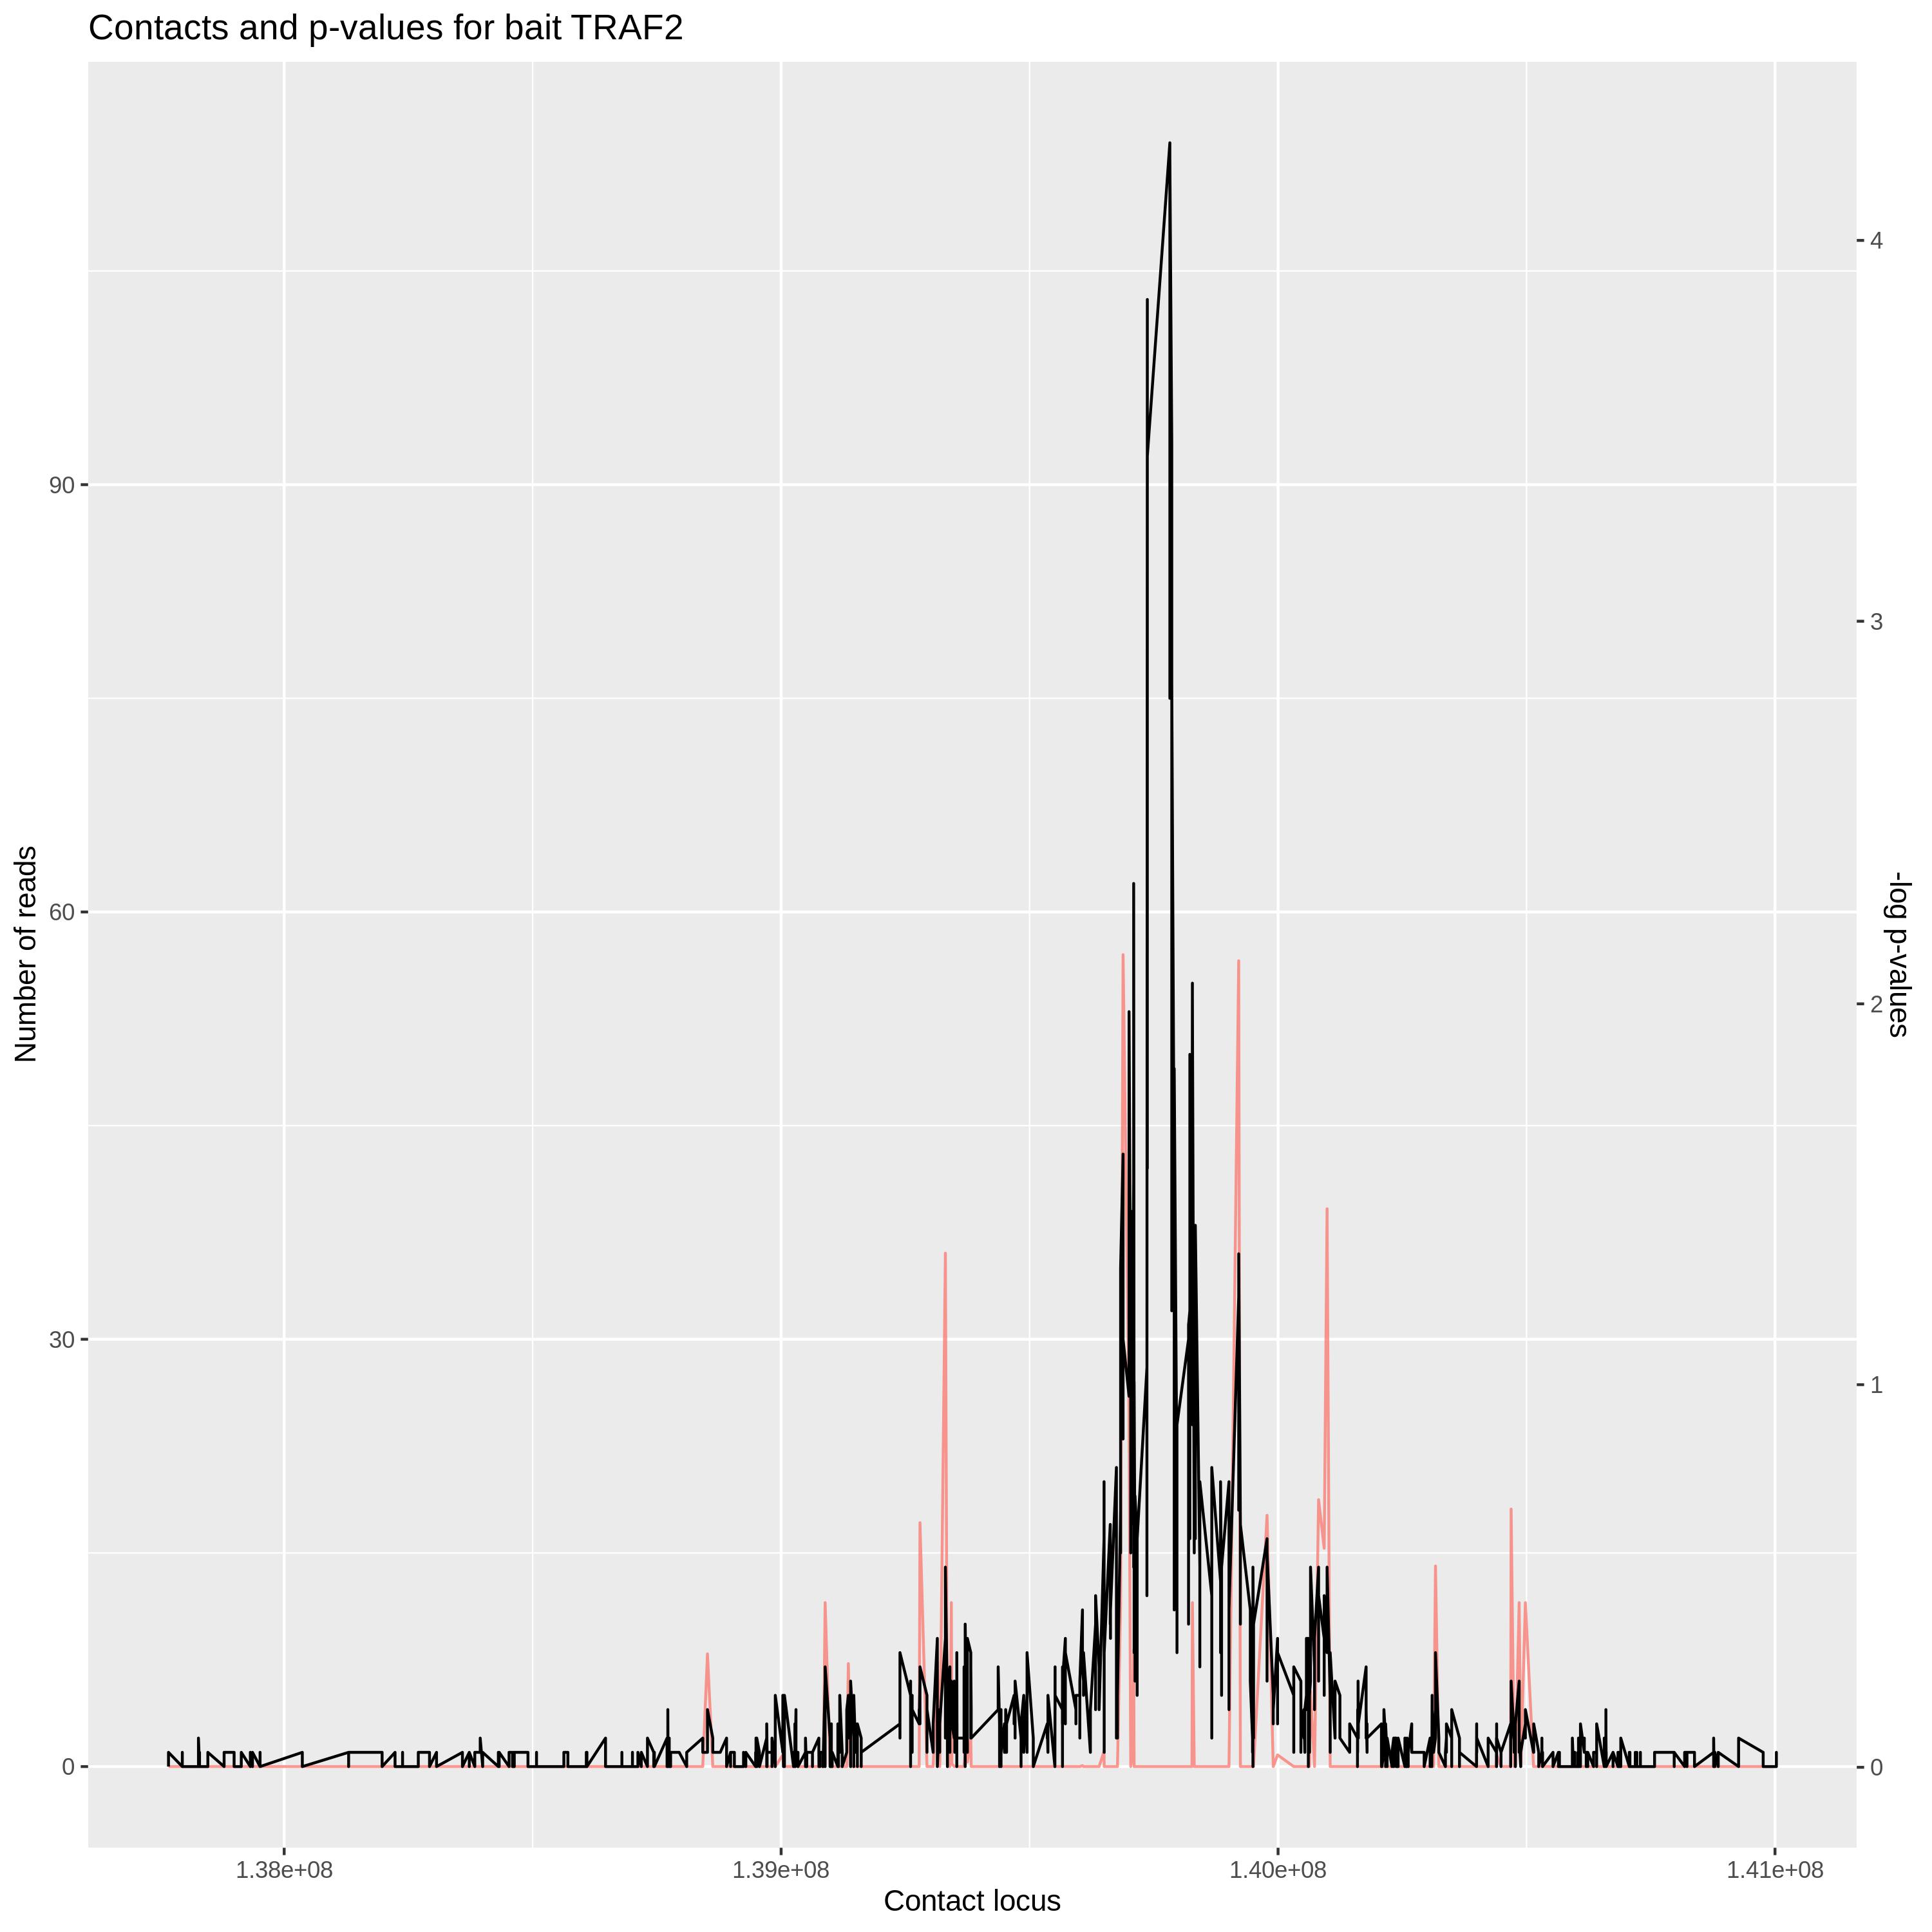 Contacts and p-values for bait TRAF2
Number of reads
90
60
30
0
4
3
2
1
0
-log p-values
1.38e+08
1.39e+08
1.40e+08
1.41e+08
Contact locus